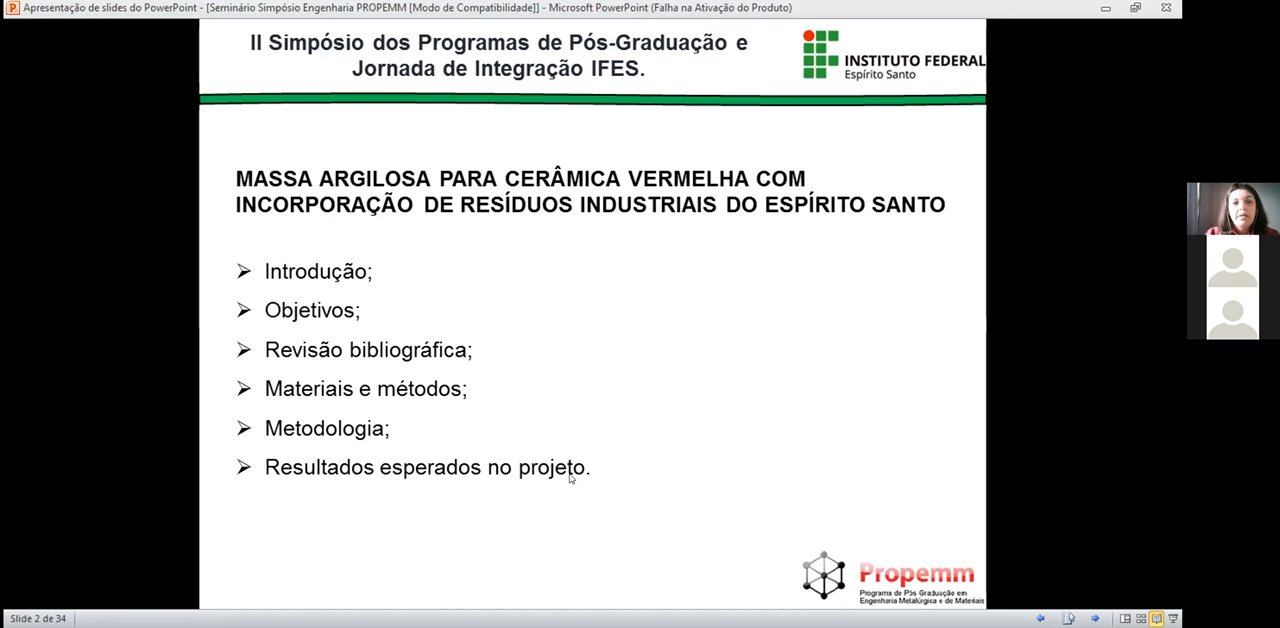 Apresentação de slides do PowerPoint - [Seminário Simpósio Engenharia PROPEMM [Modo de Compatibilidade]] - Microsoft PowerPoint (Falha na Ativação do Produto)
II Simpósio dos Programas de Pós-Graduação e
Jornada de Integração IFES.
INSTITUTO FEDERAL
Espírito Santo
MASSA ARGILOSA PARA CERÂMICA VERMELHA COM
INCORPORAÇÃO DE RESÍDUOS INDUSTRIAIS DO ESPÍRITO SANTO
➢ Introdução;
➢ Objetivos;
➢ Revisão bibliográfica;
➢ Materiais e métodos;
➢ Metodologia;
➢ Resultados esperados no projeto.
Propemm
Programa de Pós Graduação em
Engenharia Metalúrgica e de Materiais
Slide 2 de 34